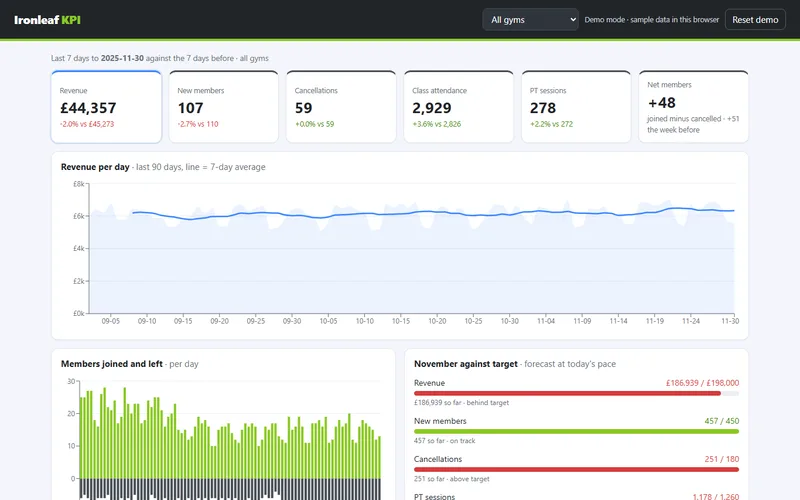 Ironleaf KPI
All gyms
Demo mode · sample data in this browser
Reset demo
Last 7 days to 2025-11-30 against the 7 days before · all gyms
Revenue
£44,357
-2.0% vs £45,273
New members
107
-2.7% vs 110
Cancellations
59
+0.0% vs 59
Class attendance
2,929
+3.6% vs 2,826
PT sessions
278
+2.2% vs 272
Net members
+48
joined minus cancelled · +51
the week before
Revenue per day · last 90 days, line = 7-day average
£8k
£6k
£4k
£2k
£0k
09-05 09-10 09-15 09-20 09-25 09-30 10-05 10-10 10-15 10-20 10-25 10-30 11-04 11-09 11-14 11-19 11-24 11-30
Members joined and left · per day
30
20
10
0
November against target · forecast at today's pace
Revenue £186,939 / £198,000
£186,939 so far · behind target
New members 457 / 450
457 so far · on track
Cancellations 251 / 180
251 so far · above target
PT sessions 1,178 / 1,260